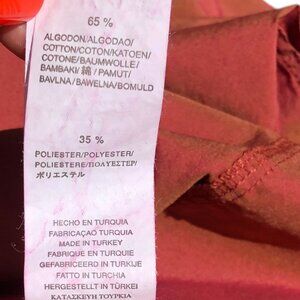 65 %
ALGODON/ALGODAO/
COTTON/COTON/KATOEN/
COTONE/BAUMWOLLE/
BAMBAKI/ 綿 / PAMUT/
BAVLNA/BAWELNA/BOMULD
35 %
POLIESTER/POLYESTER/
POLIESTERE/ΠΟΛΥΕΣΤΕΡ/
ポリエステル
HECHO EN TURQUIA
FABRICAÇAO TURQUIA
MADE IN TURKEY
FABRIQUE EN TURQUIE
GEFABRICEERD IN TURKIJE
FATTO IN TURCHIA
HERGESTELLT IN TÜRKEI
ΚΑΤΑΣΚΕΥΗ ΤΟΥΡΚΙΑ